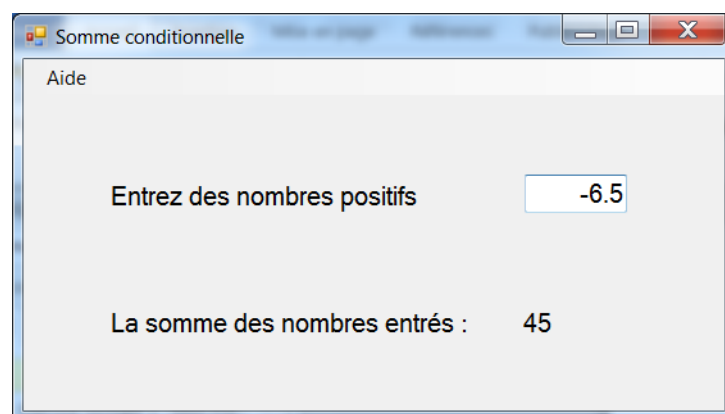 Somme conditionnelle
Aide
Entrez des nombres positifs -6.5
La somme des nombres entrés : 45